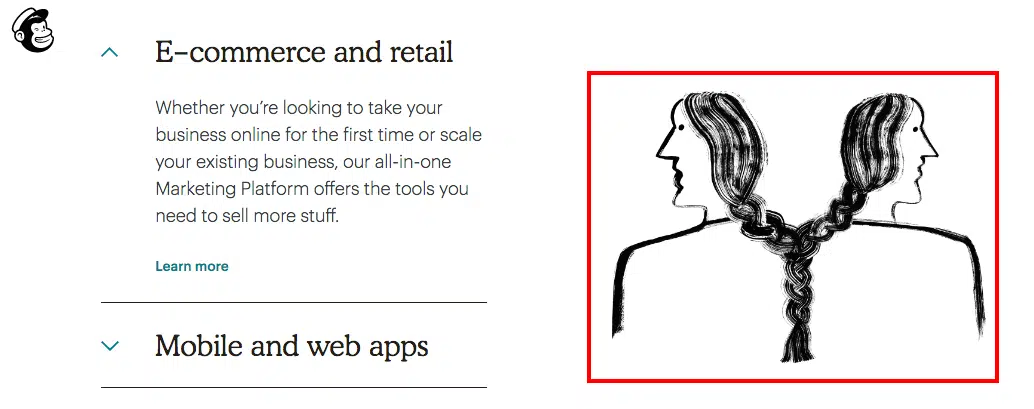 E-commerce and retail
Whether you're looking to take your
business online for the first time or scale
your existing business, our all-in-one
Marketing Platform offers the tools you
need to sell more stuff.
Learn more
Mobile and web apps